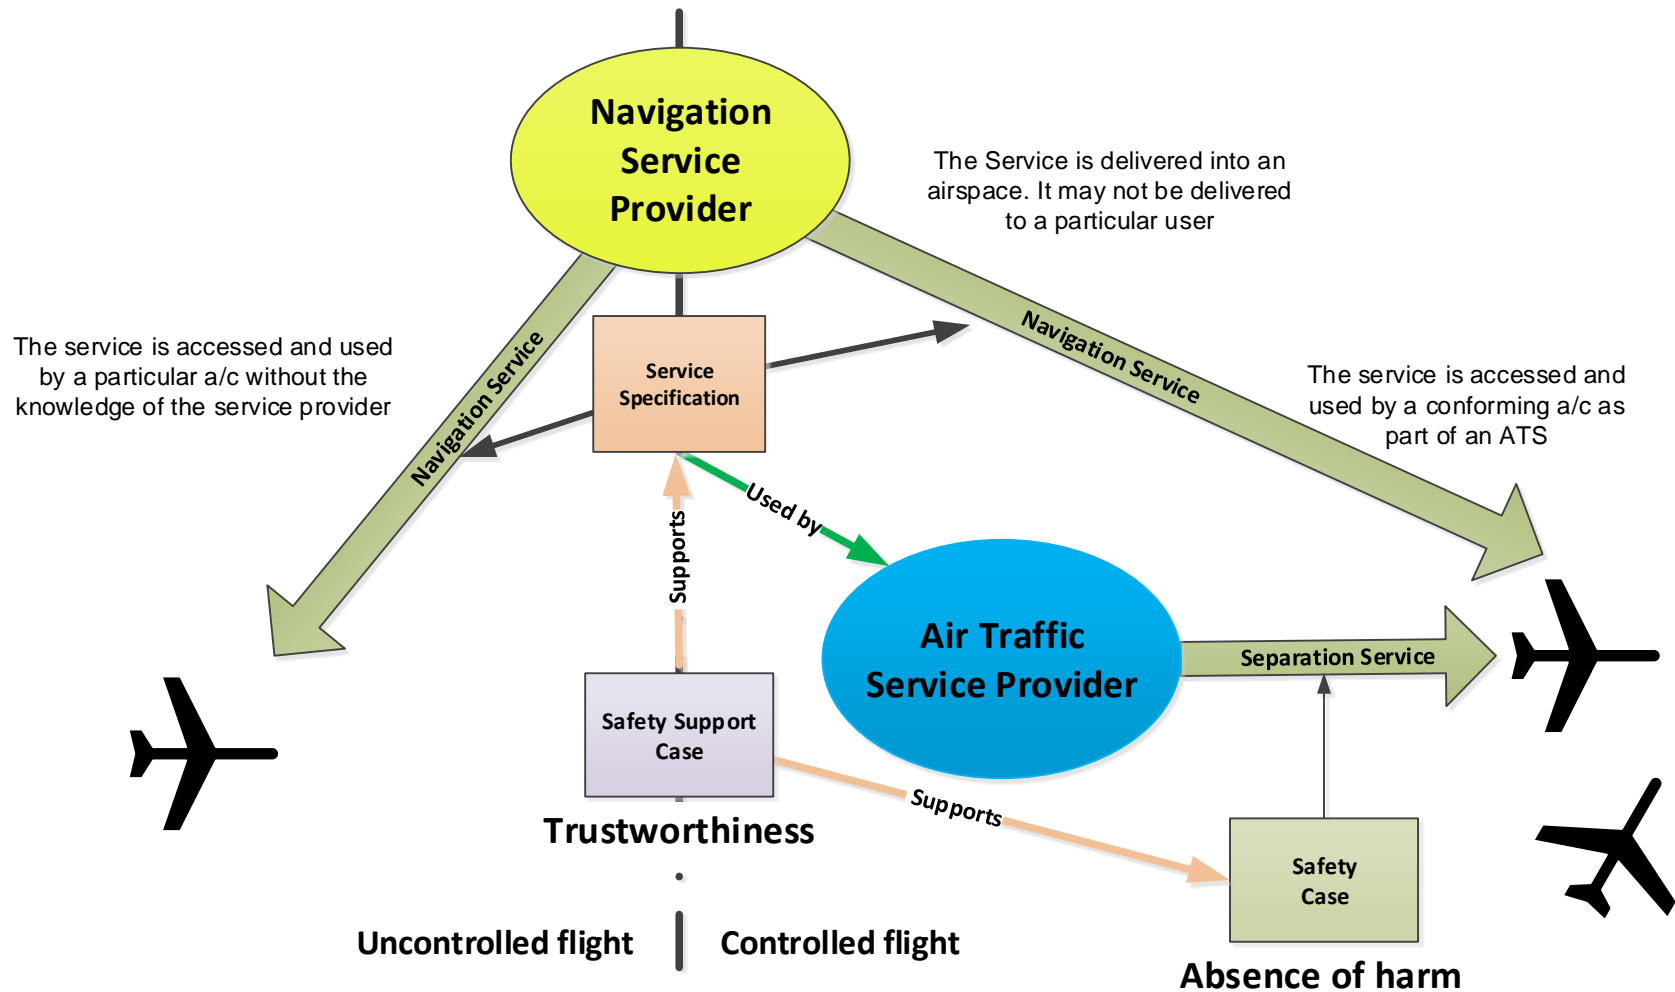 Navigation
Service
Provider
The Service is delivered into an
airspace. It may not be delivered
to a particular user
Navigation Service
Navigation Service
The service is accessed and used
by a particular a/c without the
knowledge of the service provider
Service
Specification
The service is accessed and
used by a conforming a/c as
part of an ATS
Used by
Supports
Air Traffic
Service Provider
Separation Service
Safety Support
Case
Supports
Trustworthiness
Safety
Case
Uncontrolled flight
Controlled flight
Absence of harm